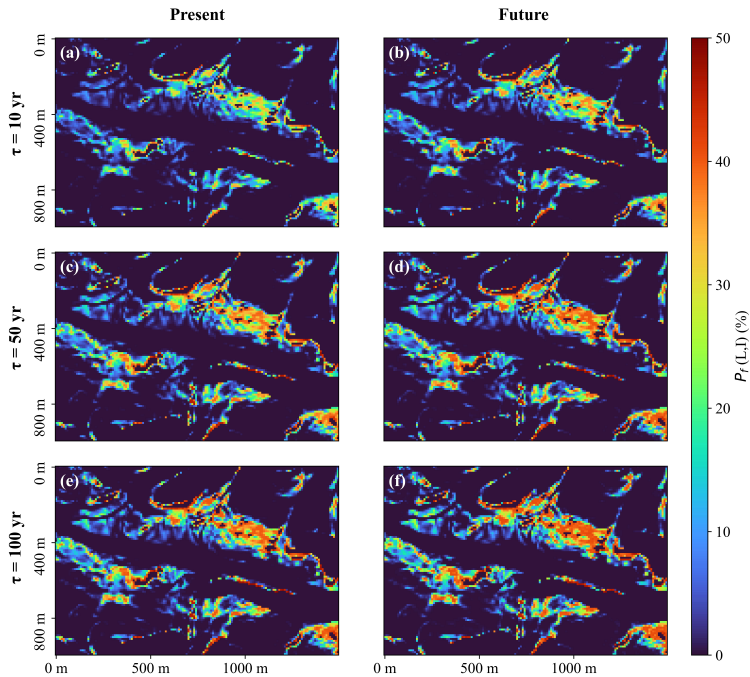 Present Future
(a) (b)
0 m
400 m
800 m
τ = 10 yr
(c) (d)
0 m
400 m
800 m
τ = 50 yr
(e) (f)
0 m
400 m
800 m
τ = 100 yr
0 m 500 m 1000 m 0 m 500 m 1000 m
50
40
30
20
10
0
P_f (L,I) (%)